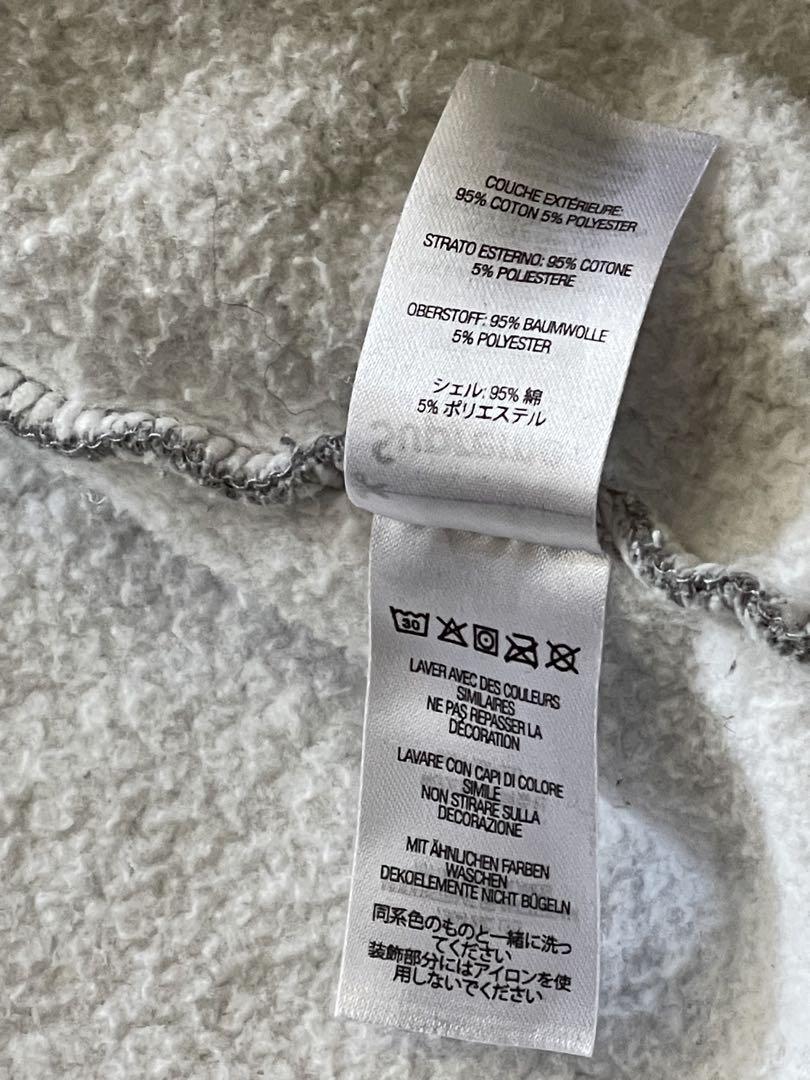 COUCHE EXTÉRIEURE:
95% COTON 5% POLYESTER
STRATO ESTERNO: 95% COTONE
5% POLIESTERE
OBERSTOFF: 95% BAUMWOLLE
5% POLYESTER
シェル: 95% 綿
5% ポリエステル
30
LAVER AVEC DES COULEURS
SIMILAIRES
NE PAS REPASSER LA
DÉCORATION
LAVARE CON CAPI DI COLORE
SIMILE
NON STIRARE SULLA
DECORAZIONE
MIT ÄHNLICHEN FARBEN
WASCHEN
DEKOELEMENTE NICHT BÜGELN
同系色のものと一緒に洗っ
てください
装飾部分にはアイロンを使
用しないでください